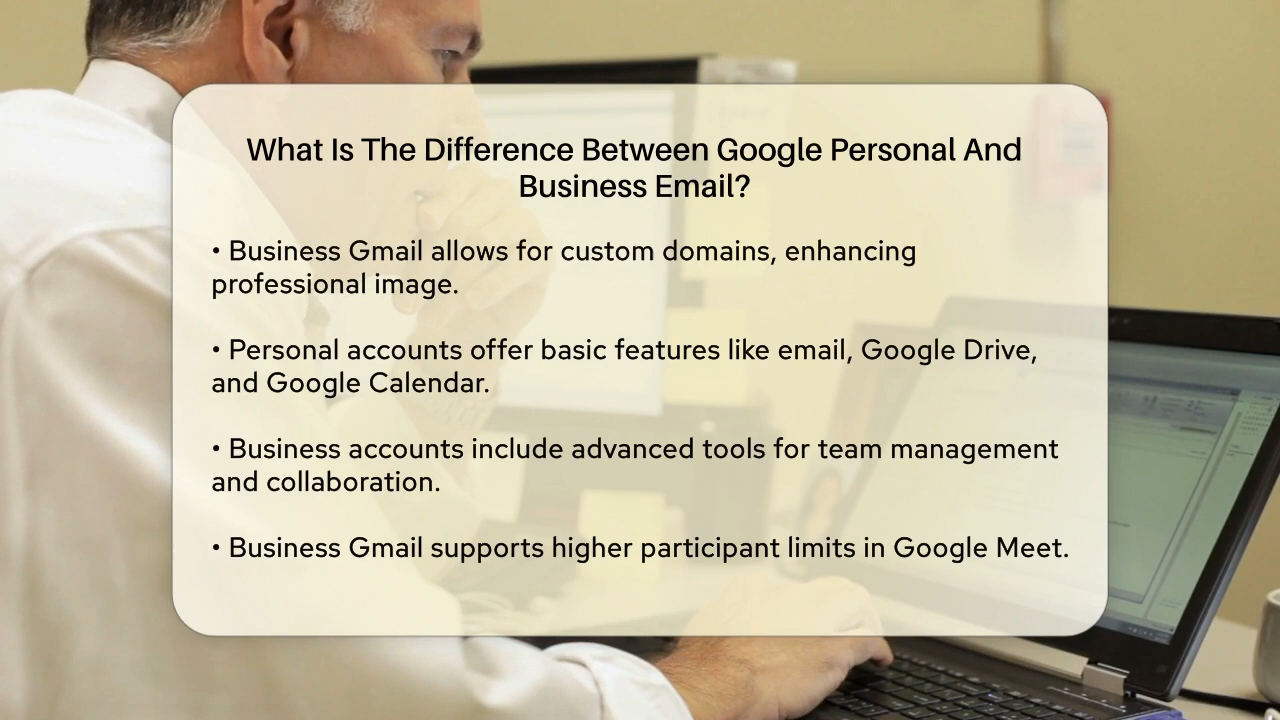 What Is The Difference Between Google Personal And
Business Email?
• Business Gmail allows for custom domains, enhancing
professional image.
• Personal accounts offer basic features like email, Google Drive,
and Google Calendar.
• Business accounts include advanced tools for team management
and collaboration.
• Business Gmail supports higher participant limits in Google Meet.